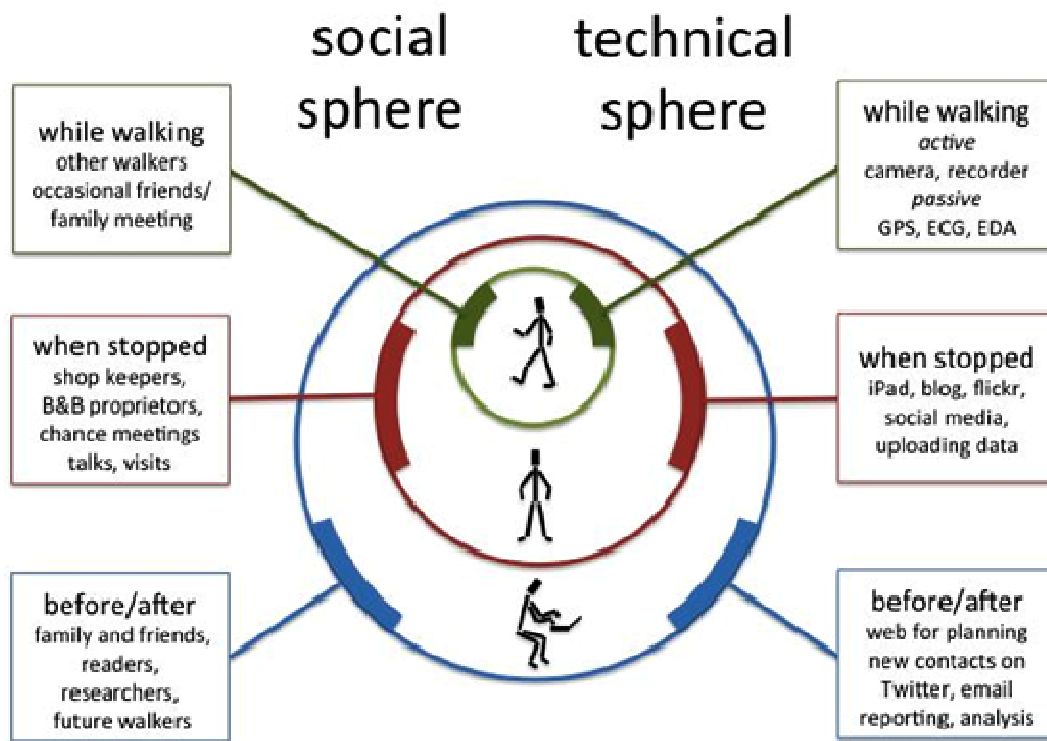 social
sphere
technical
sphere
while walking
other walkers
occasional friends/
family meeting
while walking
active
camera, recorder
passive
GPS, ECG, EDA
when stopped
shop keepers,
B&B proprietors,
chance meetings
talks, visits
when stopped
iPad, blog, flickr,
social media,
uploading data
before/after
family and friends,
readers,
researchers,
future walkers
before/after
web for planning
new contacts on
Twitter, email
reporting, analysis